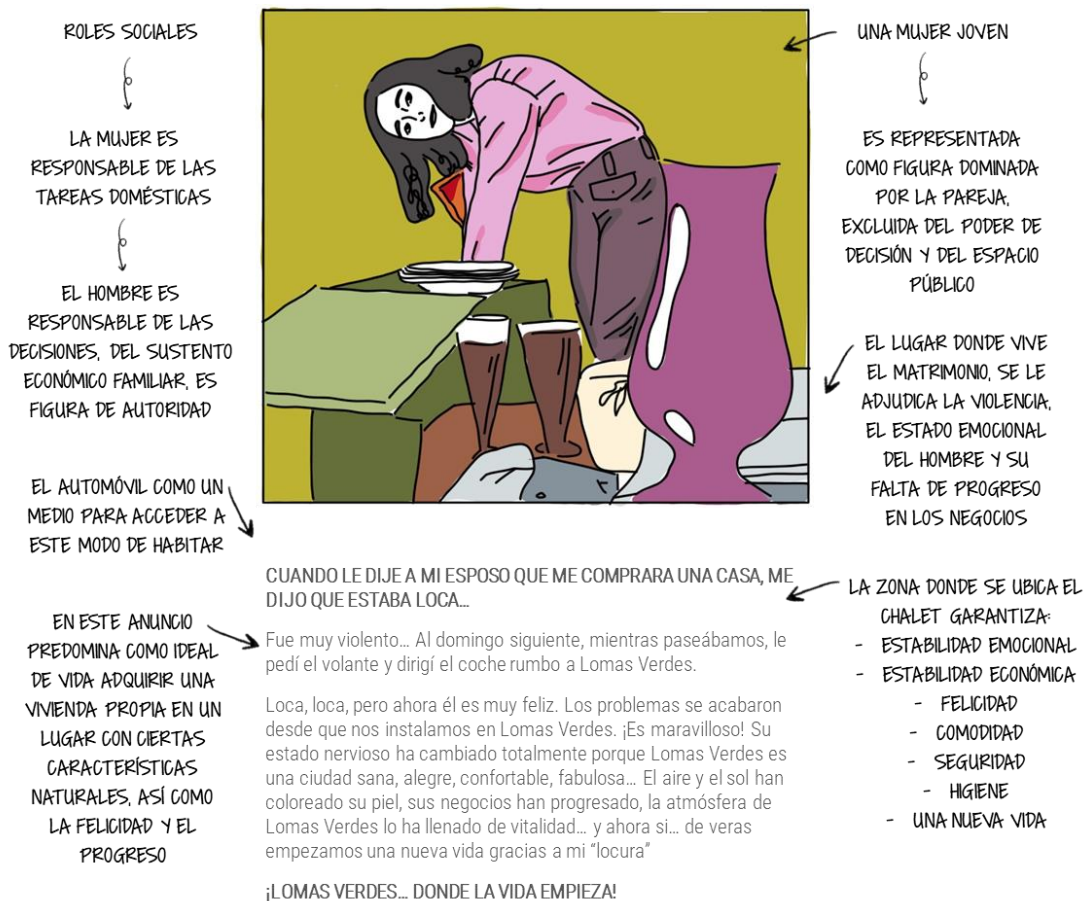 ROLES SOCIALES
LA MUJER ES
RESPONSABLE DE LAS
TAREAS DOMÉSTICAS
EL HOMBRE ES
RESPONSABLE DE LAS
DECISIONES, DEL SUSTENTO
ECONÓMICO FAMILIAR, ES
FIGURA DE AUTORIDAD
EL AUTOMÓVIL COMO UN
MEDIO PARA ACCEDER A
ESTE MODO DE HABITAR
EN ESTE ANUNCIO
PREDOMINA COMO IDEAL
DE VIDA ADQUIRIR UNA
VIVIENDA PROPIA EN UN
LUGAR CON CIERTAS
CARACTERÍSTICAS
NATURALES, ASÍ COMO
LA FELICIDAD Y EL
PROGRESO
CUANDO LE DIJE A MI ESPOSO QUE ME COMPRARA UNA CASA, ME
DIJO QUE ESTABA LOCA…
Fue muy violento… Al domingo siguiente, mientras paseábamos, le
pedí el volante y dirigí el coche rumbo a Lomas Verdes.
Loca, loca, pero ahora él es muy feliz. Los problemas se acabaron
desde que nos instalamos en Lomas Verdes. ¡Es maravilloso! Su
estado nervioso ha cambiado totalmente porque Lomas Verdes es
una ciudad sana, alegre, confortable, fabulosa… El aire y el sol han
coloreado su piel, sus negocios han progresado, la atmósfera de
Lomas Verdes lo ha llenado de vitalidad… y ahora si… de veras
empezamos una nueva vida gracias a mi “locura”
¡LOMAS VERDES… DONDE LA VIDA EMPIEZA!
UNA MUJER JOVEN
ES REPRESENTADA
COMO FIGURA DOMINADA
POR LA PAREJA,
EXCLUIDA DEL PODER DE
DECISIÓN Y DEL ESPACIO
PÚBLICO
EL LUGAR DONDE VIVE
EL MATRIMONIO, SE LE
ADJUDICA LA VIOLENCIA,
EL ESTADO EMOCIONAL
DEL HOMBRE Y SU
FALTA DE PROGRESO
EN LOS NEGOCIOS
LA ZONA DONDE SE UBICA EL
CHALET GARANTIZA:
- ESTABILIDAD EMOCIONAL
- ESTABILIDAD ECONÓMICA
- FELICIDAD
- COMODIDAD
- SEGURIDAD
- HIGIENE
- UNA NUEVA VIDA